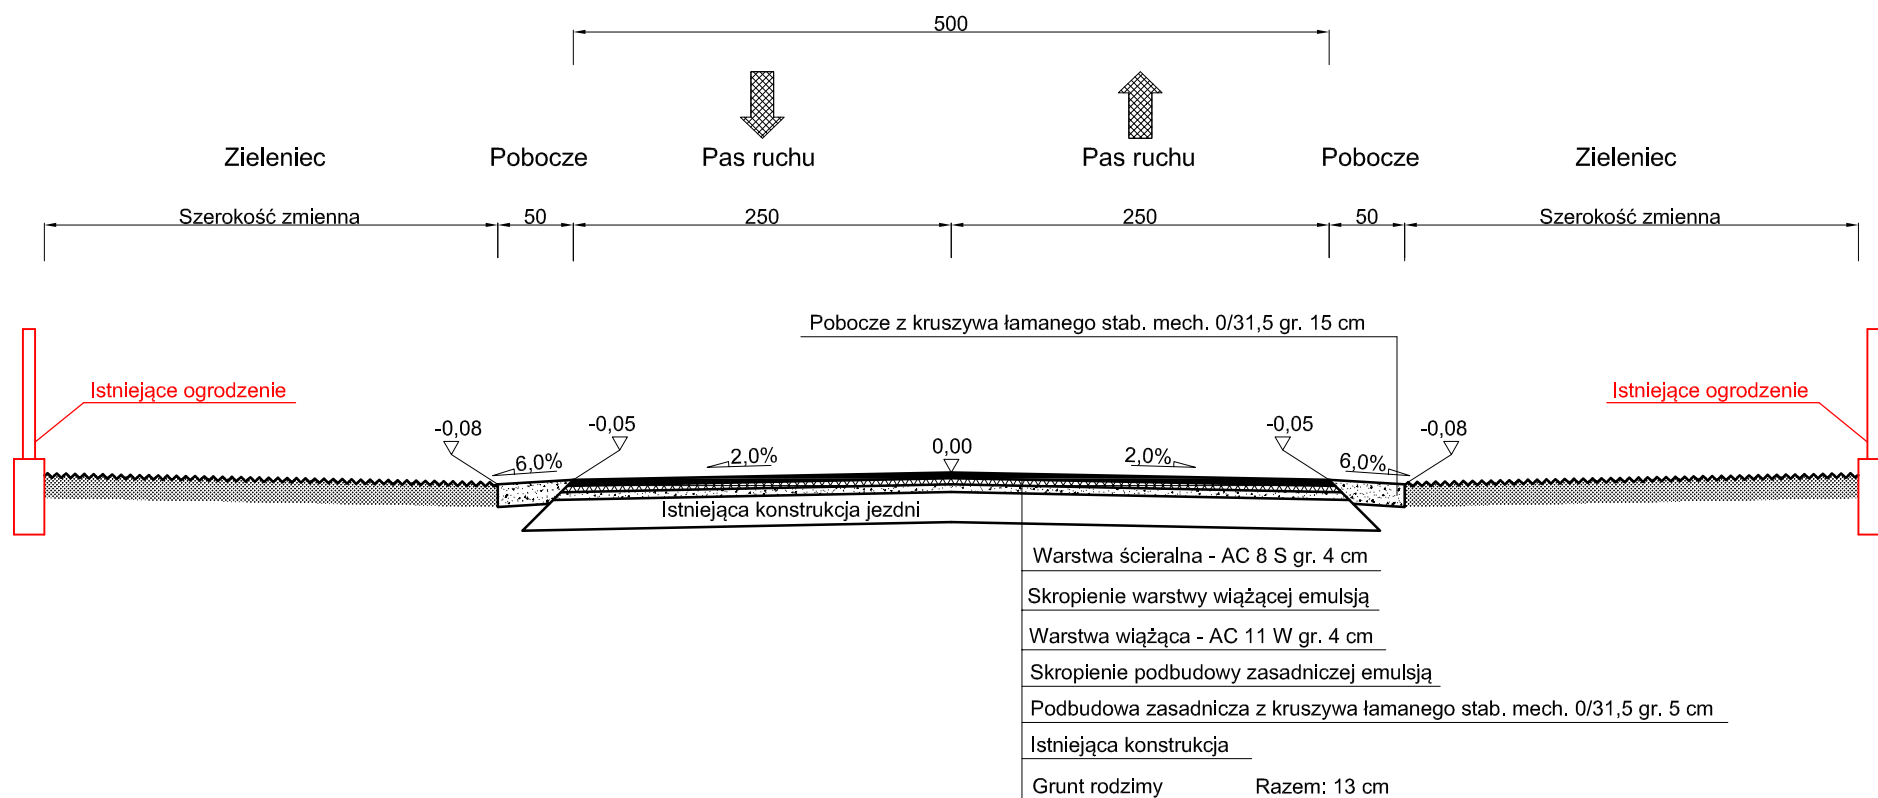 500
Zieleniec Pobocze Pas ruchu Pas ruchu Pobocze Zieleniec
Szerokość zmienna 50 250 250 50 Szerokość zmienna
Pobocze z kruszywa łamanego stab. mech. 0/31,5 gr. 15 cm
Istniejące ogrodzenie Istniejące ogrodzenie
-0,08 -0,05 0,00 -0,05 -0,08
6,0% 2,0% 2,0% 6,0%
Istniejąca konstrukcja jezdni
Warstwa ścieralna - AC 8 S gr. 4 cm
Skropienie warstwy wiążącej emulsją
Warstwa wiążąca - AC 11 W gr. 4 cm
Skropienie podbudowy zasadniczej emulsją
Podbudowa zasadnicza z kruszywa łamanego stab. mech. 0/31,5 gr. 5 cm
Istniejąca konstrukcja
Grunt rodzimy Razem: 13 cm